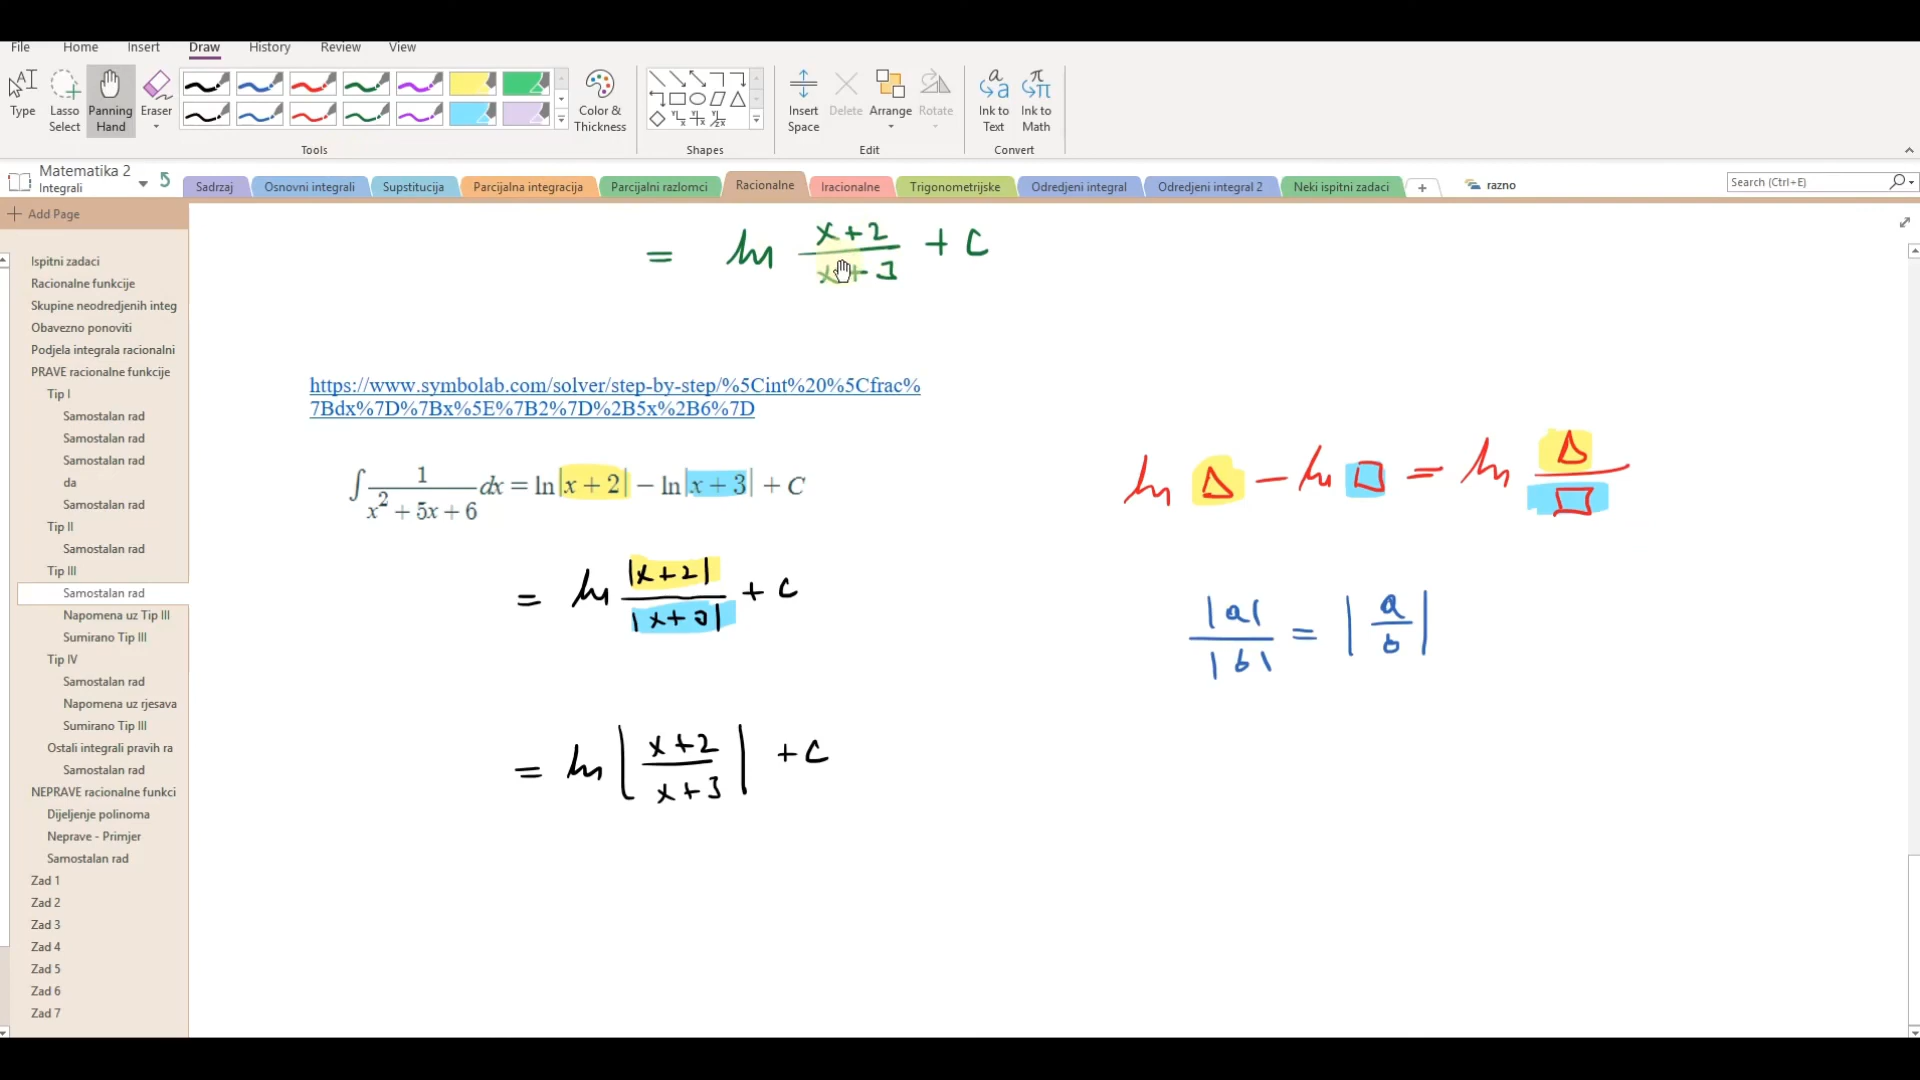 File Home Insert Draw History Review View
Type Lasso Select Panning Hand Eraser Color & Thickness Insert Space Delete Arrange Rotate Ink to Text Ink to Math
Tools Shapes Edit Convert
Matematika 2
Integrali
Sadrzaj Osnovni integrali Supstitucija Parcijalna integracija Parcijalni razlomci Racionalne Iracionalne Trigonometrijske Odredjeni integral Odredjeni integral 2 Neki ispitni zadaci + razno
Search (Ctrl+E)
Add Page
Ispitni zadaci
Racionalne funkcije
Skupine neodredjenih integ
Obavezno ponoviti
Podjela integrala racionalni
PRAVE racionalne funkcije
Tip I
Samostalan rad
Samostalan rad
Samostalan rad
da
Samostalan rad
Tip II
Samostalan rad
Tip III
Samostalan rad
Napomena uz Tip III
Sumirano Tip III
Tip IV
Samostalan rad
Napomena uz rjesava
Sumirano Tip III
Ostali integrali pravih ra
Samostalan rad
NEPRAVE racionalne funkci
Dijeljenje polinoma
Neprave - Primjer
Samostalan rad
Zad 1
Zad 2
Zad 3
Zad 4
Zad 5
Zad 6
Zad 7
= ln (x+2)/(x+3) + C
https://www.symbolab.com/solver/step-by-step/%5Cint%20%5Cfrac%
7Bdx%7D%7Bx%5E%7B2%7D%2B5x%2B6%7D
∫ 1/(x² + 5x + 6) dx = ln|x + 2| − ln|x + 3| + C
= ln |x+2|/|x+3| + C
= ln |(x+2)/(x+3)| + C
ln Δ − ln □ = ln Δ/□
|a|/|b| = |a/b|